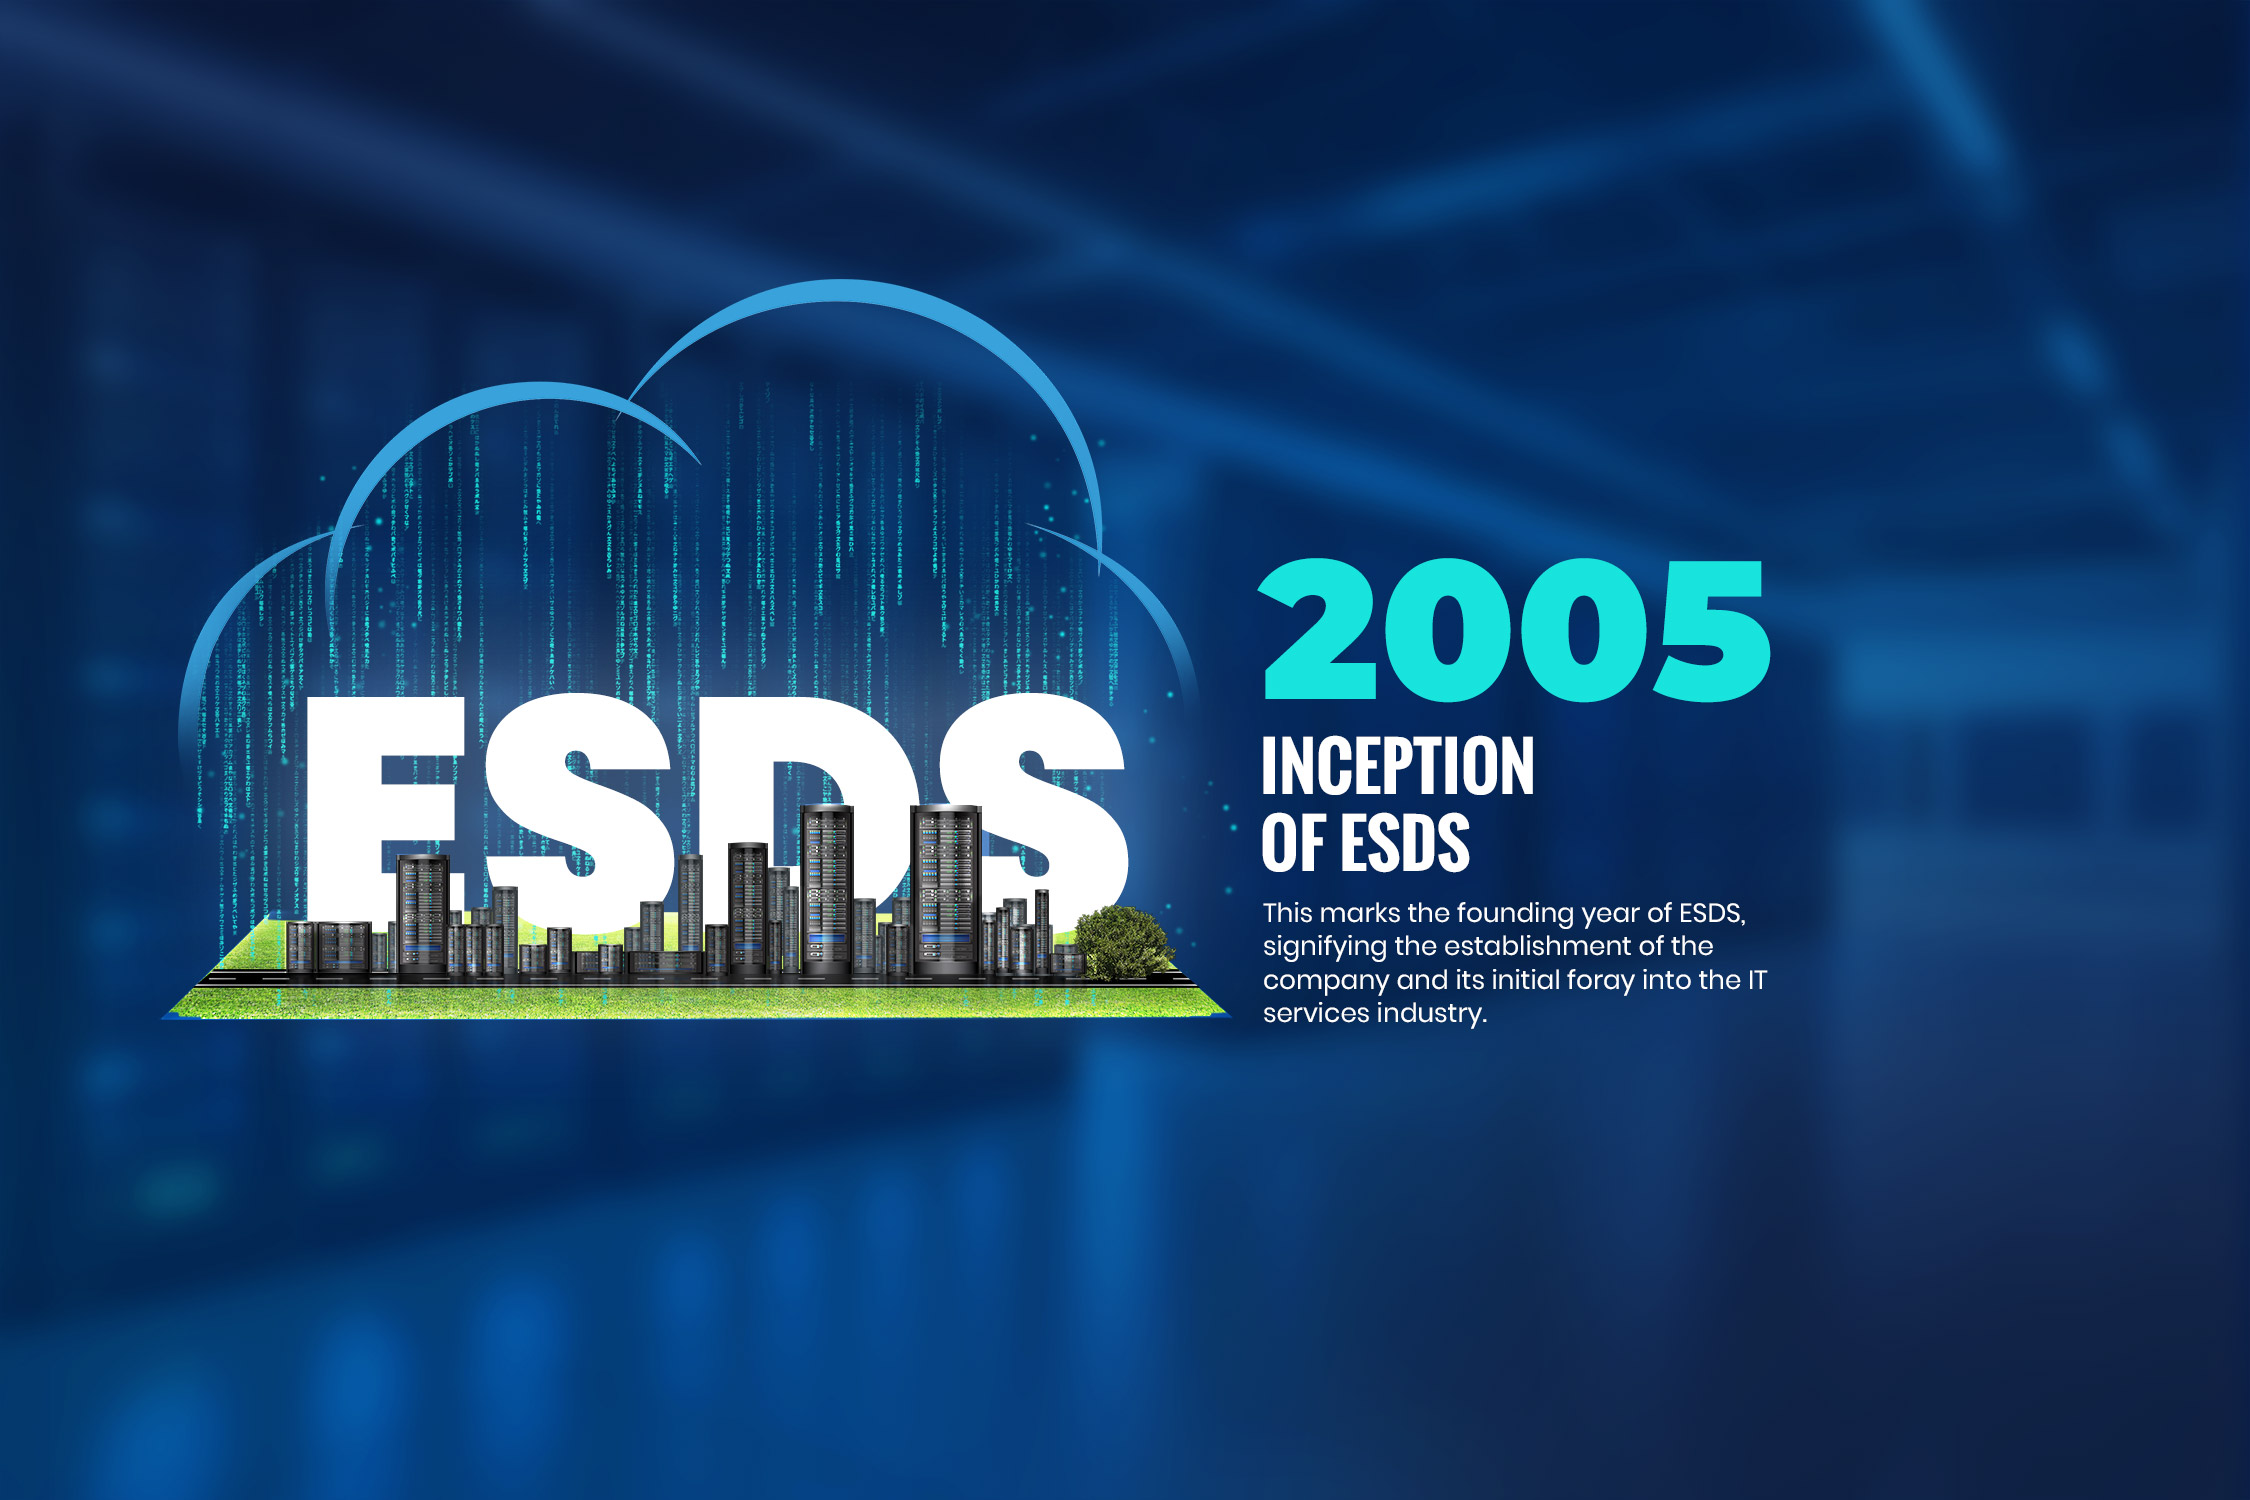 ESDS
2005
INCEPTION
OF ESDS
This marks the founding year of ESDS,
signifying the establishment of the
company and its initial foray into the IT
services industry.